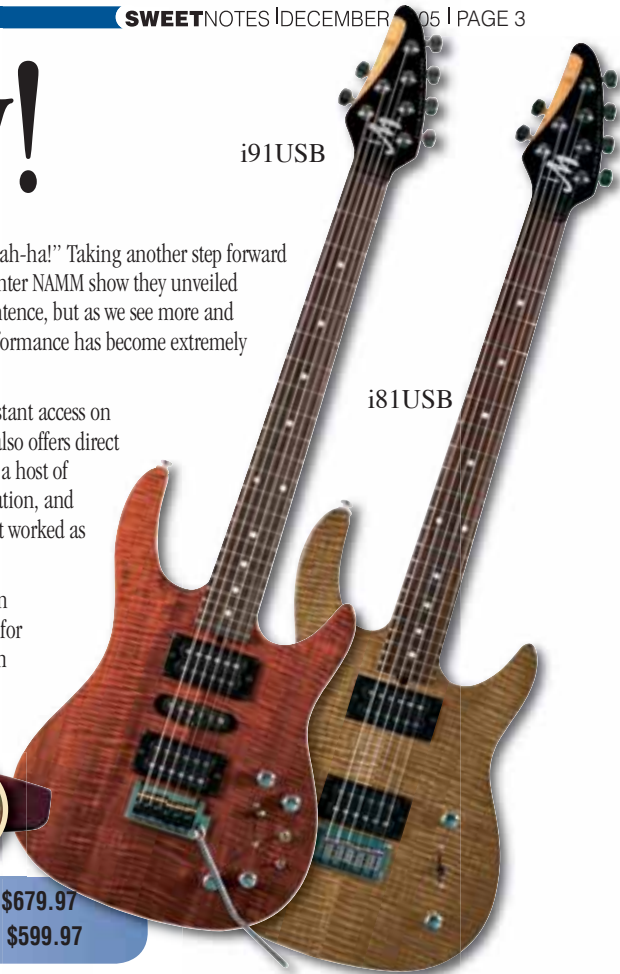 SWEETNOTES | DECEMBER 05 | PAGE 3
!
i91USB
ah-ha!” Taking another step forward
nter NAMM show they unveiled
ntence, but as we see more and
formance has become extremely
i81USB
stant access on
also offers direct
a host of
ation, and
t worked as
n
for
n
$679.97
$599.97